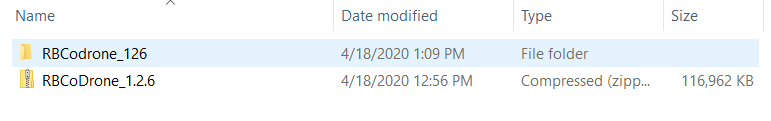 Name Date modified Type Size
RBCodrone_126 4/18/2020 1:09 PM File folder
RBCoDrone_1.2.6 4/18/2020 12:56 PM Compressed (zipp... 116,962 KB